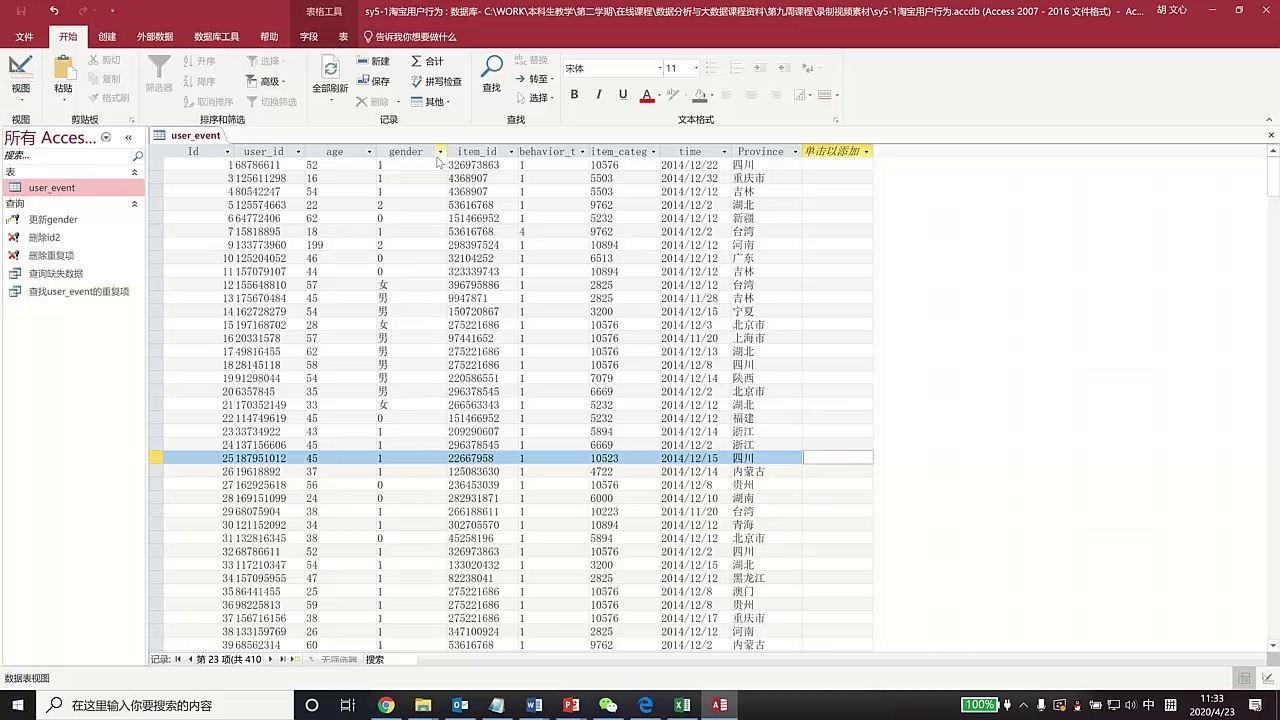 表格工具
sy5-1淘宝用户行为 : 数据库- C:\WORK\本科生教学\第二学期\在线课程\数据分析与大数据课程资料\第九周课程\录制视频素材\sy5-1淘宝用户行为.accdb (Access 2007 - 2016 文件格式) - Ac...
胡 文心
文件 开始 创建 外部数据 数据库工具 帮助 字段 表 告诉我你想要做什么
视图 粘贴 剪切 复制 格式刷 筛选器 升序 降序 取消排序 选择 高级 切换筛选 全部刷新 新建 保存 删除 合计 拼写检查 其他 查找 替换 转至 选择 宋体 11 B I U A
视图 剪贴板 排序和筛选 记录 查找 文本格式
所有 Acces...
搜索...
表
user_event
查询
更新gender
删除id2
删除重复项
查询缺失数据
查找user_event的重复项
user_event
Id user_id age gender item_id behavior_t item_categ time Province 单击以添加
1 68786611 52 1 326973863 1 10576 2014/12/22 四川
3 125611298 16 1 4368907 1 5503 2014/12/32 重庆市
4 80542247 54 1 4368907 1 5503 2014/12/12 吉林
5 125574663 22 2 53616768 1 9762 2014/12/2 湖北
6 64772406 62 0 151466952 1 5232 2014/12/12 新疆
7 15818895 18 1 53616768 4 9762 2014/12/2 台湾
9 133773960 199 2 298397524 1 10894 2014/12/12 河南
10 125204052 46 0 32104252 1 6513 2014/12/12 广东
11 157079107 44 0 323339743 1 10894 2014/12/12 吉林
12 155648810 57 女 396795886 1 2825 2014/12/12 台湾
13 175670484 45 男 9947871 1 2825 2014/11/28 吉林
14 162728279 54 男 150720867 1 3200 2014/12/15 宁夏
15 197168702 28 女 275221686 1 10576 2014/12/3 北京市
16 20331578 57 男 97441652 1 10576 2014/11/20 上海市
17 49816455 62 男 275221686 1 10576 2014/12/13 湖北
18 28145118 58 男 275221686 1 10576 2014/12/8 四川
19 91298044 54 男 220586551 1 7079 2014/12/14 陕西
20 6357845 35 男 296378545 1 6669 2014/12/2 北京市
21 170352149 33 女 266563343 1 5232 2014/12/12 湖北
22 114749619 45 0 151466952 1 5232 2014/12/12 福建
23 3734922 43 1 209290607 1 5894 2014/12/14 浙江
24 137156606 45 1 296378545 1 6669 2014/12/2 浙江
25 187951012 45 1 22667958 1 10523 2014/12/15 四川
26 19618892 37 1 125083630 1 4722 2014/12/14 内蒙古
27 162925618 56 0 236453039 1 10576 2014/12/8 贵州
28 169151099 24 0 282931871 1 6000 2014/12/10 湖南
29 68075904 38 1 266188611 1 10223 2014/11/20 台湾
30 121152092 34 1 302705570 1 10894 2014/12/12 青海
31 132816345 38 0 45258196 1 5894 2014/12/12 北京市
32 68786611 52 1 326973863 1 10576 2014/12/2 四川
33 117210347 54 1 133020432 1 3200 2014/12/15 湖北
34 157095955 47 1 82238041 1 2825 2014/12/12 黑龙江
35 86441455 25 1 275221686 1 10576 2014/12/8 澳门
36 98225813 59 1 275221686 1 10576 2014/12/8 贵州
37 156716156 38 1 275221686 1 10576 2014/12/17 重庆市
38 133159769 26 1 347100924 1 2825 2014/12/12 河南
39 68562314 60 1 53616768 1 9762 2014/12/2 内蒙古
记录: 第 23 项(共 410 无筛选器 搜索
数据表视图
在这里输入你要搜索的内容
100%
中
11:33
2020/4/23